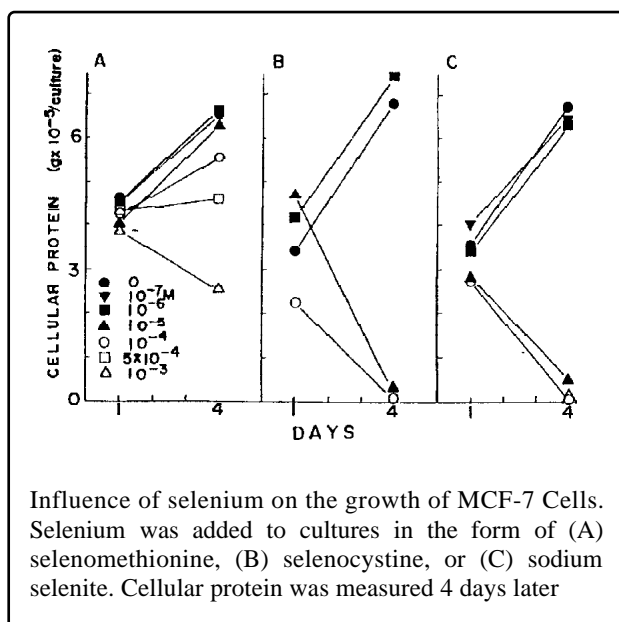 A
B
C
CELLULAR PROTEIN (g x 10⁻⁵/culture)
6
3
0
● 0
▼ 10⁻⁷M
■ 10⁻⁶
▲ 10⁻⁵
○ 10⁻⁴
□ 5x10⁻⁴
△ 10⁻³
1 4 1 4 1 4
DAYS
Influence of selenium on the growth of MCF-7 Cells.
Selenium was added to cultures in the form of (A)
selenomethionine, (B) selenocystine, or (C) sodium
selenite. Cellular protein was measured 4 days later